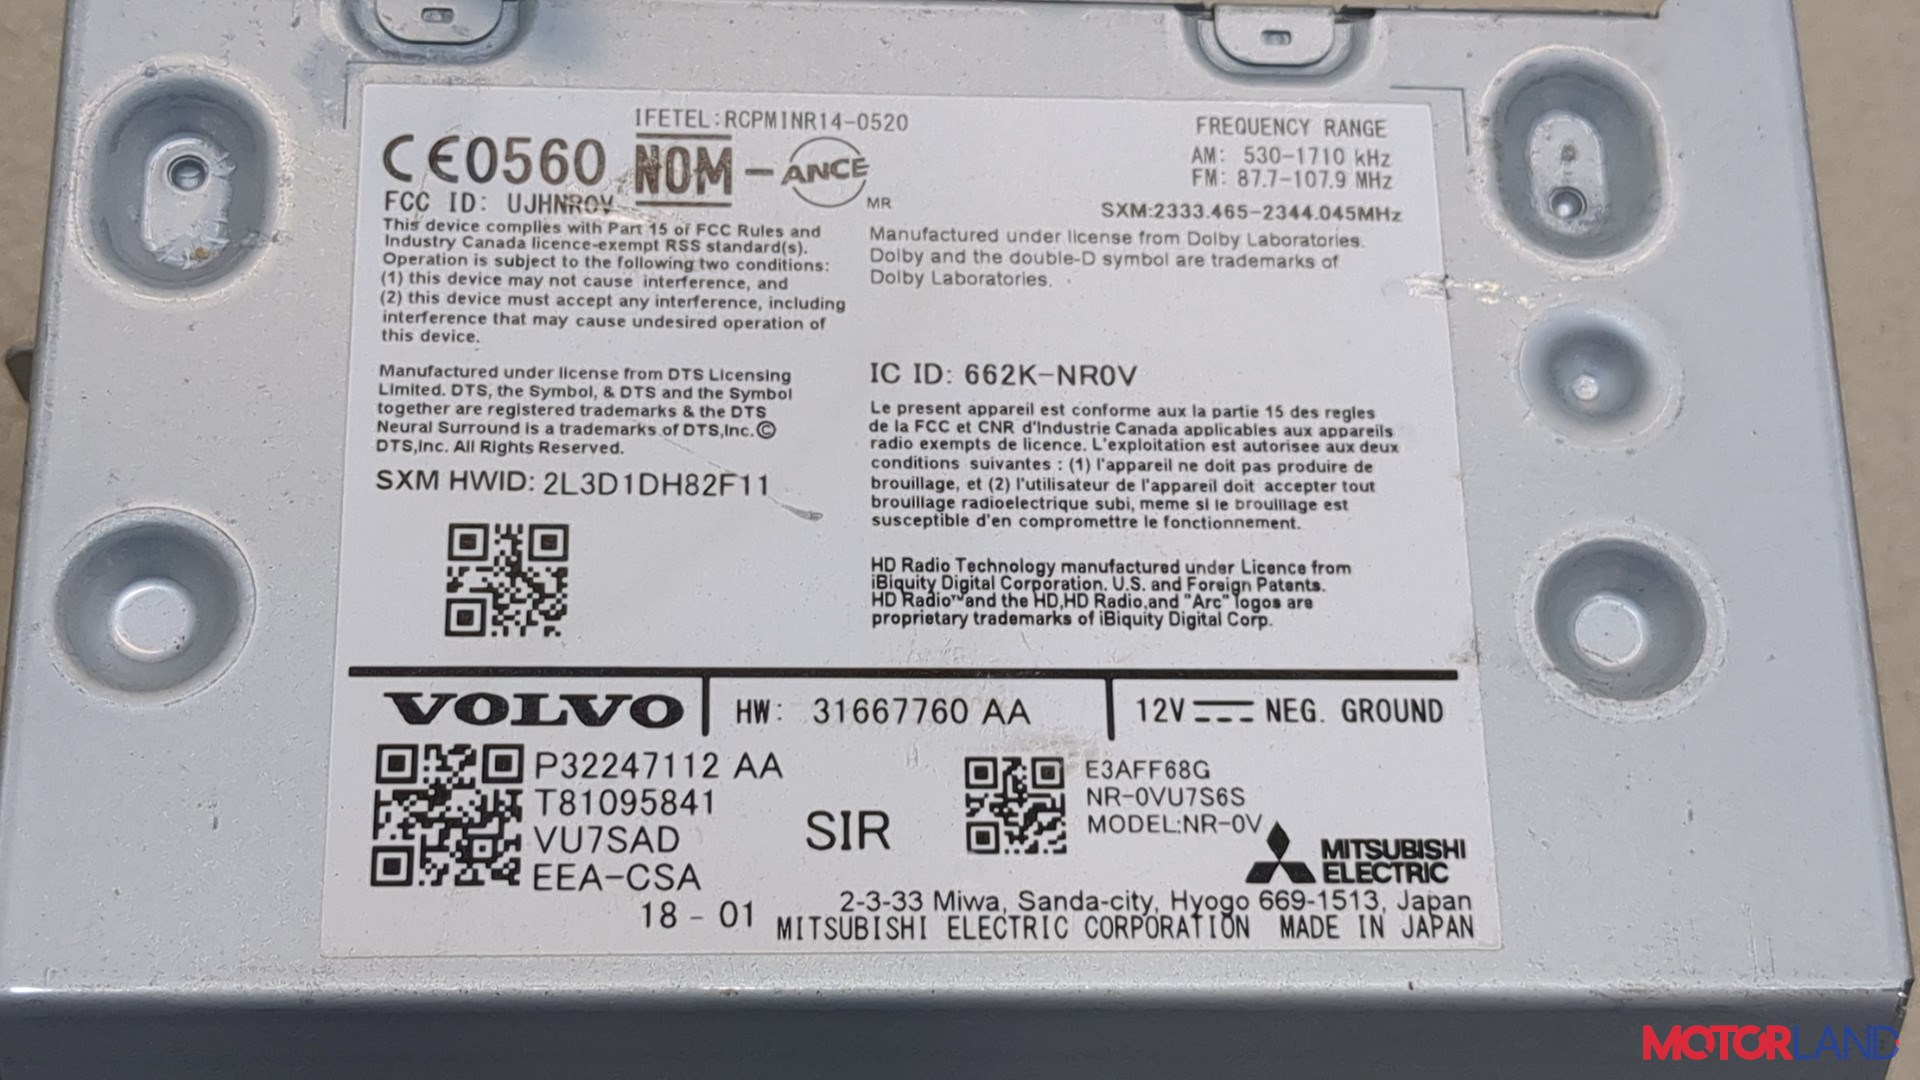 IFETEL:RCPMINR14-0520
CE0560 NOM-ANCE
MR
FCC ID: UJHNR0V
This device complies with Part 15 of FCC Rules and
Industry Canada licence-exempt RSS standard(s).
Operation is subject to the following two conditions:
(1) this device may not cause interference, and
(2) this device must accept any interference, including
interference that may cause undesired operation of
this device.
Manufactured under license from DTS Licensing
Limited. DTS, the Symbol, & DTS and the Symbol
together are registered trademarks & the DTS
Neural Surround is a trademarks of DTS,Inc.©
DTS,Inc. All Rights Reserved.
SXM HWID: 2L3D1DH82F11
FREQUENCY RANGE
AM: 530-1710 kHz
FM: 87.7-107.9 MHz
SXM:2333.465-2344.045MHz
Manufactured under license from Dolby Laboratories.
Dolby and the double-D symbol are trademarks of
Dolby Laboratories.
IC ID: 662K-NR0V
Le present appareil est conforme aux la partie 15 des regles
de la FCC et CNR d'Industrie Canada applicables aux appareils
radio exempts de licence. L'exploitation est autorisee aux deux
conditions suivantes : (1) l'appareil ne doit pas produire de
brouillage, et (2) l'utilisateur de l'appareil doit accepter tout
brouillage radioelectrique subi, meme si le brouillage est
susceptible d'en compromettre le fonctionnement.
HD Radio Technology manufactured under Licence from
iBiquity Digital Corporation. U.S. and Foreign Patents.
HD Radio™and the HD,HD Radio,and "Arc" logos are
proprietary trademarks of iBiquity Digital Corp.
VOLVO
HW: 31667760 AA
12V NEG. GROUND
P32247112 AA
T81095841
VU7SAD
EEA-CSA
18 - 01
SIR
E3AFF68G
NR-0VU7S6S
MODEL:NR-0V
MITSUBISHI
ELECTRIC
2-3-33 Miwa, Sanda-city, Hyogo 669-1513, Japan
MITSUBISHI ELECTRIC CORPORATION MADE IN JAPAN
MOTORLAND